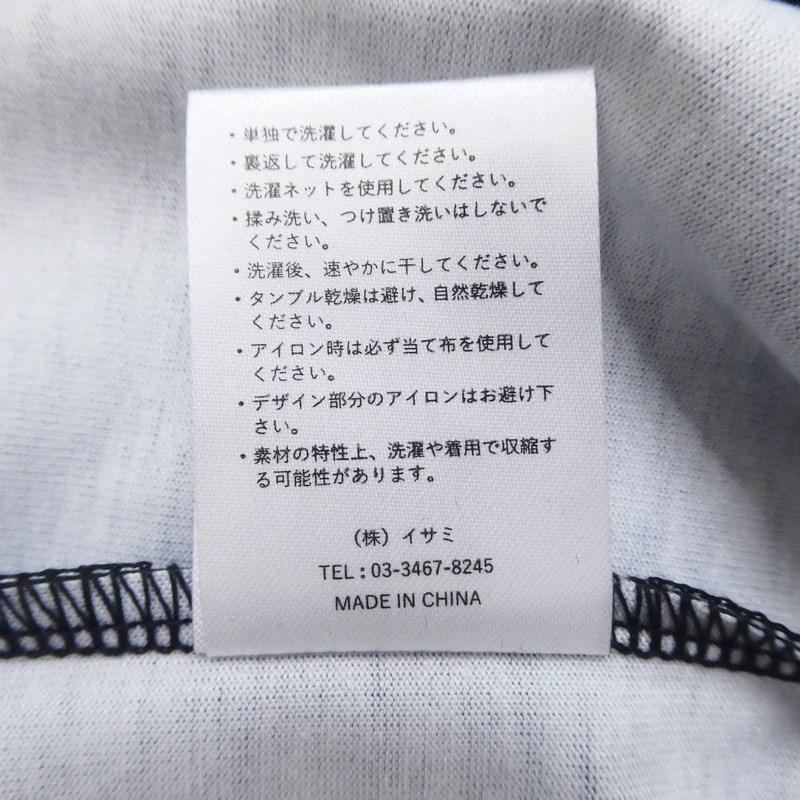 ・単独で洗濯してください。
・裏返して洗濯してください。
・洗濯ネットを使用してください。
・揉み洗い、つけ置き洗いはしないで
ください。
・洗濯後、速やかに干してください。
・タンブル乾燥は避け、自然乾燥して
ください。
・アイロン時は必ず当て布を使用して
ください。
・デザイン部分のアイロンはお避け下
さい。
・素材の特性上、洗濯や着用で収縮す
る可能性があります。
（株）イサミ
TEL : 03-3467-8245
MADE IN CHINA